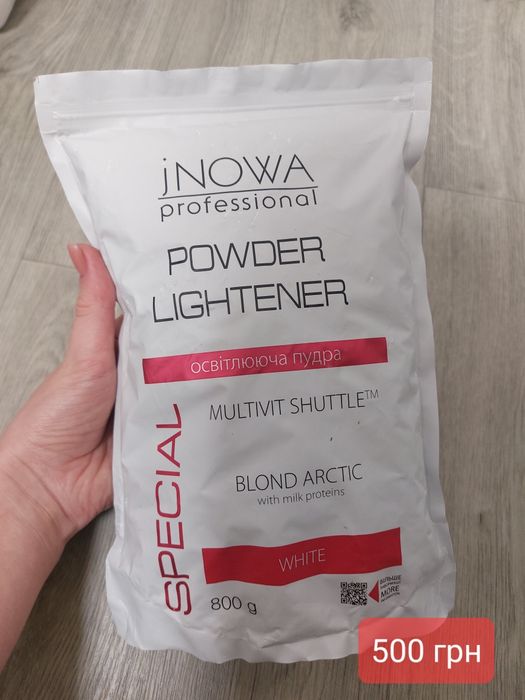 jNOWA
professional
POWDER
LIGHTENER
освітлююча пудра
MULTIVIT SHUTTLE™
SPECIAL
BLOND ARCTIC
with milk proteins
WHITE
800 g
БІЛЬШЕ
MORE
500 грн